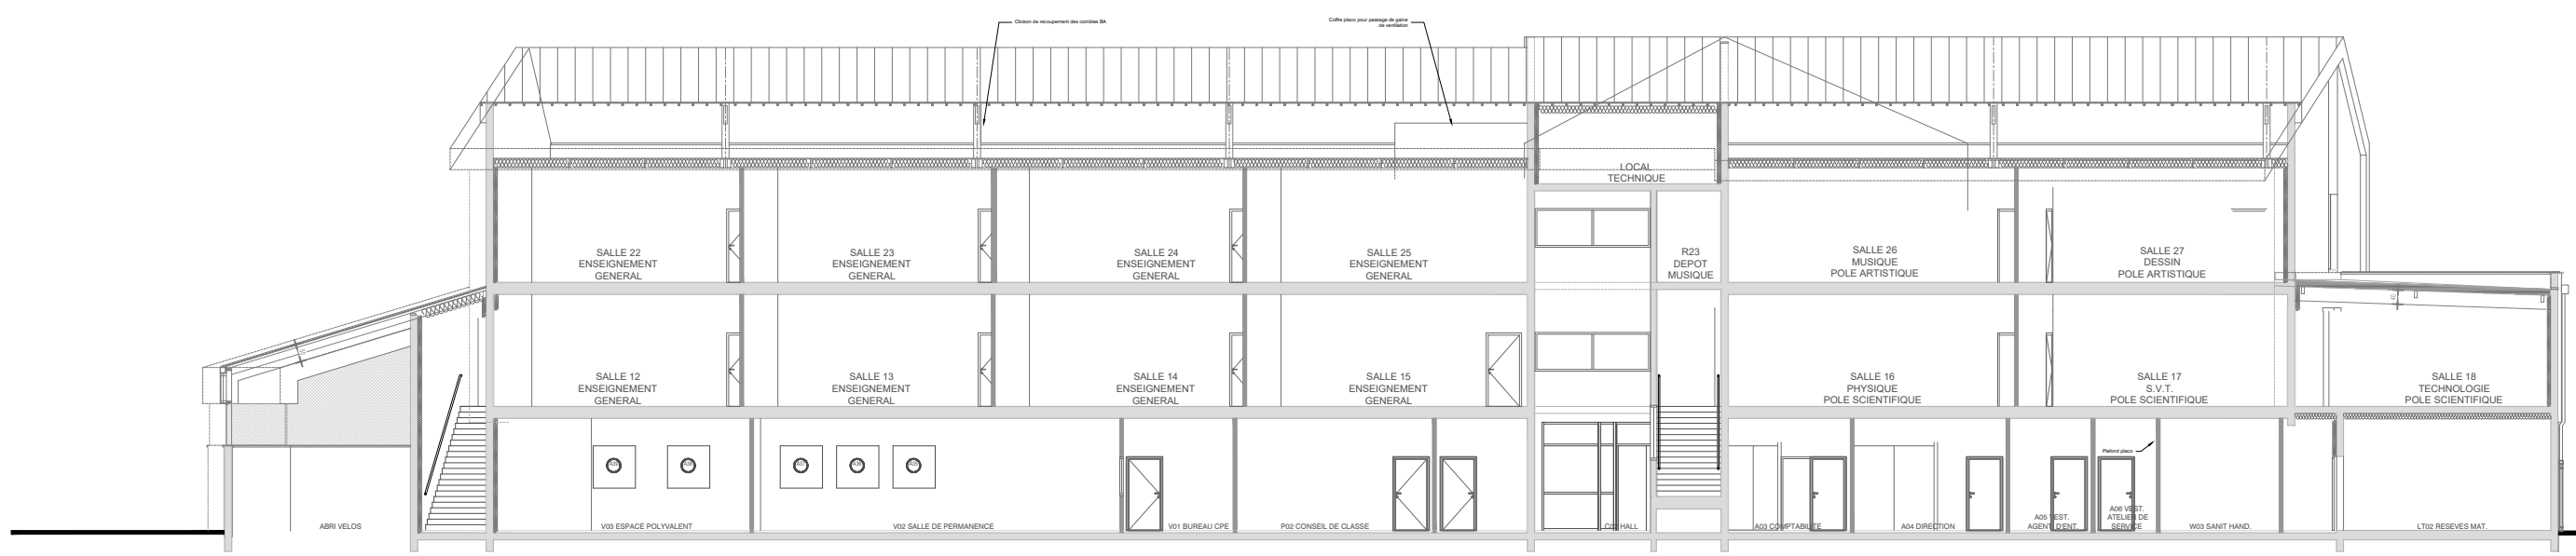 Cloison de recoupement des combles BA
Coffre placo pour passage de gaine
de ventilation
LOCAL
TECHNIQUE
SALLE 22
ENSEIGNEMENT
GENERAL
SALLE 23
ENSEIGNEMENT
GENERAL
SALLE 24
ENSEIGNEMENT
GENERAL
SALLE 25
ENSEIGNEMENT
GENERAL
R23
DEPOT
MUSIQUE
SALLE 26
MUSIQUE
POLE ARTISTIQUE
SALLE 27
DESSIN
POLE ARTISTIQUE
SALLE 12
ENSEIGNEMENT
GENERAL
SALLE 13
ENSEIGNEMENT
GENERAL
SALLE 14
ENSEIGNEMENT
GENERAL
SALLE 15
ENSEIGNEMENT
GENERAL
SALLE 16
PHYSIQUE
POLE SCIENTIFIQUE
SALLE 17
S.V.T.
POLE SCIENTIFIQUE
SALLE 18
TECHNOLOGIE
POLE SCIENTIFIQUE
Plafond placo
ABRI VELOS
V03 ESPACE POLYVALENT
V02 SALLE DE PERMANENCE
V01 BUREAU CPE
P02 CONSEIL DE CLASSE
HALL
A03 COMPTABILITE
A04 DIRECTION
A05 VEST.
AGENT D'ENT.
A06 VEST.
ATELIER DE
SERVICE
W03 SANIT HAND.
LT02 RESEVES MAT.